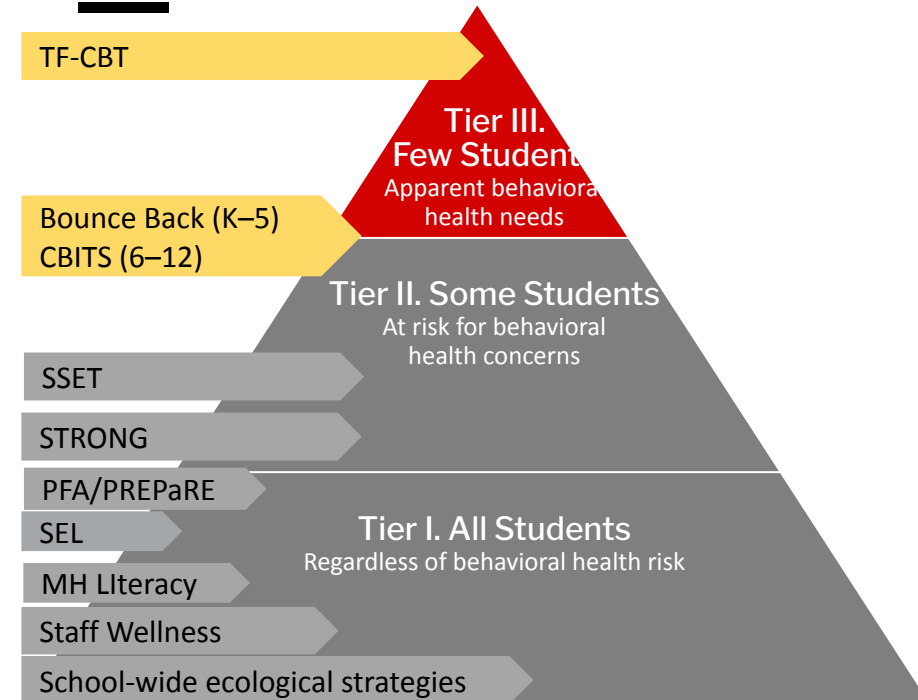 TF-CBT
Tier III.
Few Student
Apparent behaviora
health needs
Bounce Back (K–5)
CBITS (6–12)
Tier II. Some Students
At risk for behavioral
health concerns
SSET
STRONG
PFA/PREPaRE
SEL
Tier I. All Students
Regardless of behavioral health risk
MH LIteracy
Staff Wellness
School-wide ecological strategies